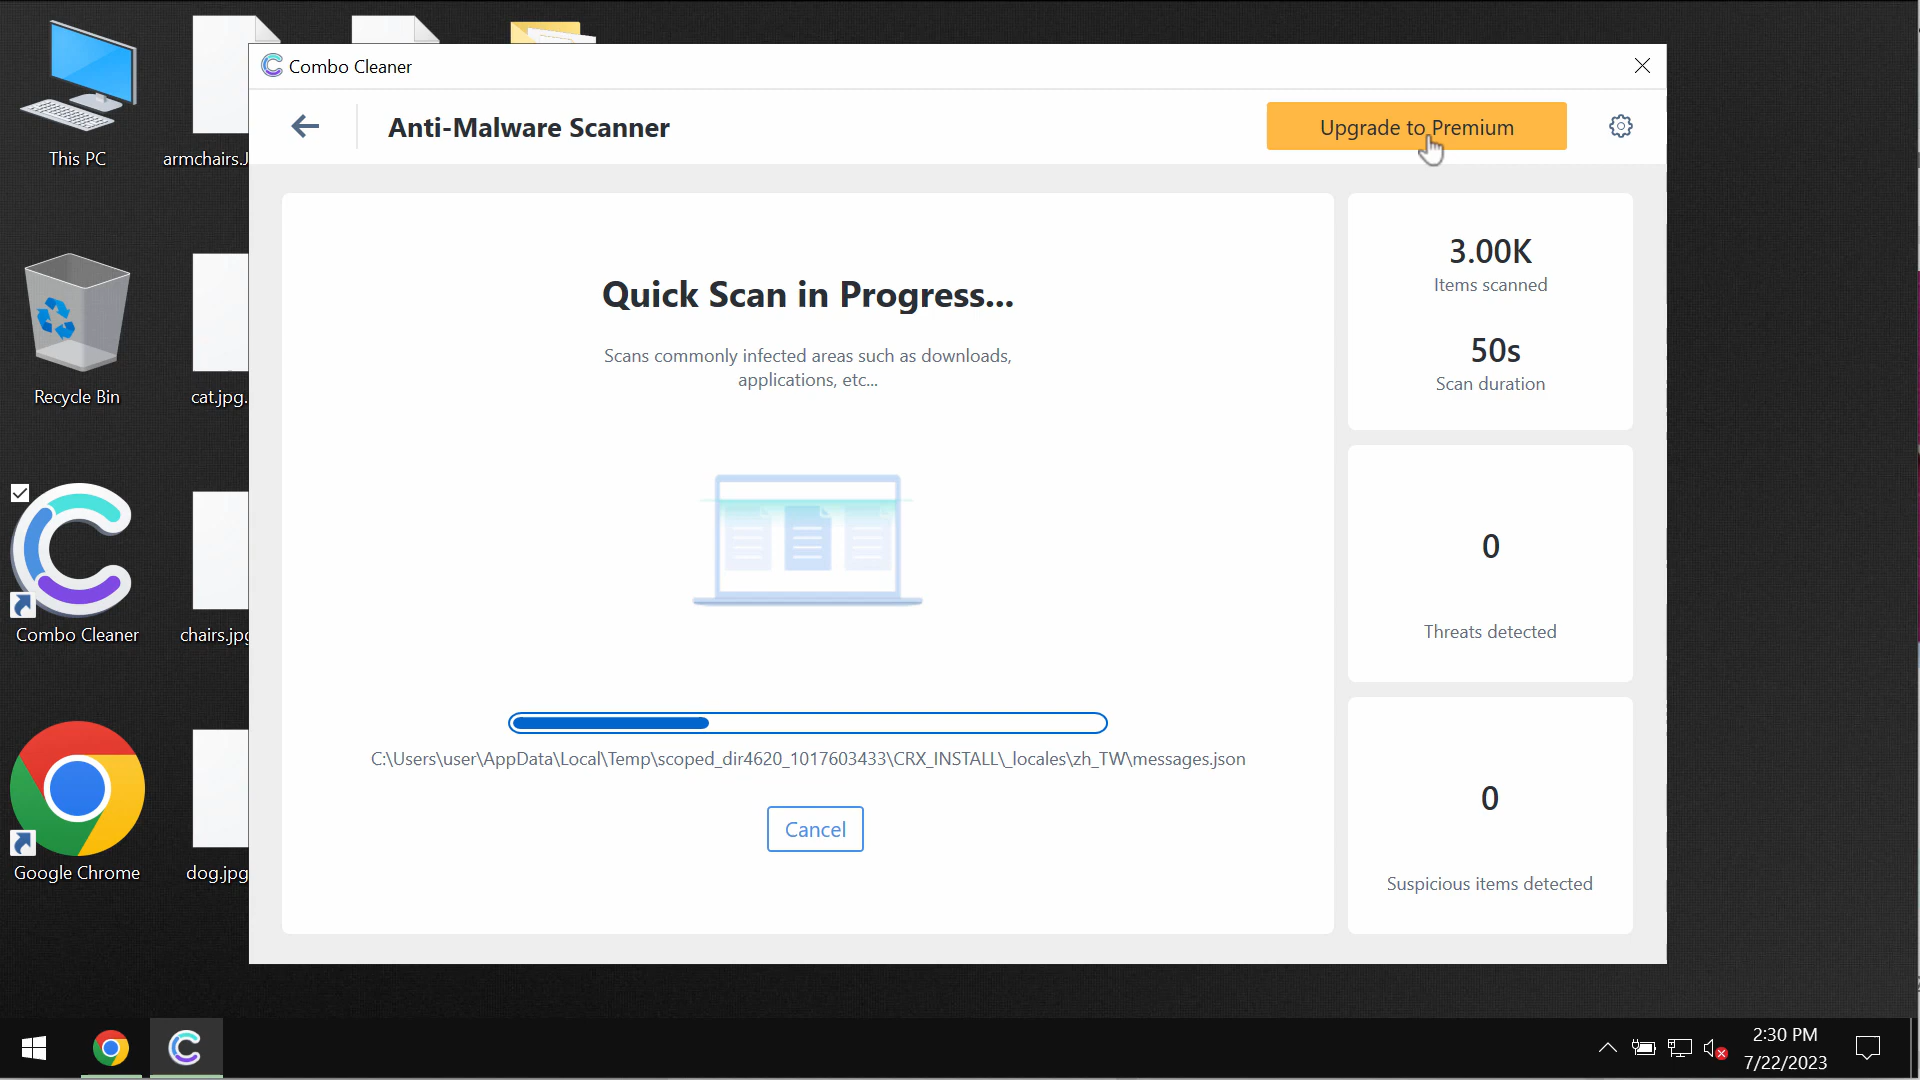 Combo Cleaner
Anti-Malware Scanner
Upgrade to Premium
Quick Scan in Progress...
Scans commonly infected areas such as downloads,
applications, etc...
C:\Users\user\AppData\Local\Temp\scoped_dir4620_1017603433\CRX_INSTALL\_locales\zh_TW\messages.json
Cancel
3.00K
Items scanned
50s
Scan duration
0
Threats detected
0
Suspicious items detected
This PC
armchairs.J
Recycle Bin
cat.jpg.
Combo Cleaner
chairs.jpg
Google Chrome
dog.jpg
2:30 PM
7/22/2023